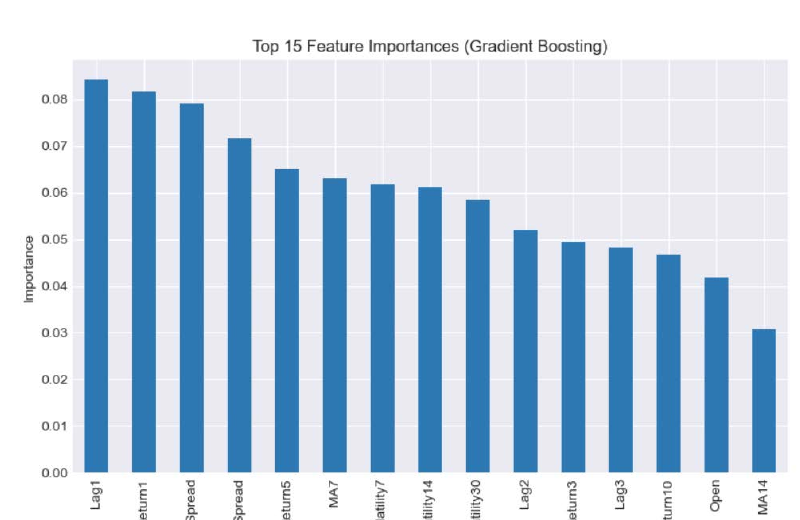 Top 15 Feature Importances (Gradient Boosting)
Importance
0.08
0.07
0.06
0.05
0.04
0.03
0.02
0.01
0.00
Lag1
eturn1
Spread
Spread
eturn5
MA7
latility7
tility14
tility30
Lag2
eturn3
Lag3
turn10
Open
MA14